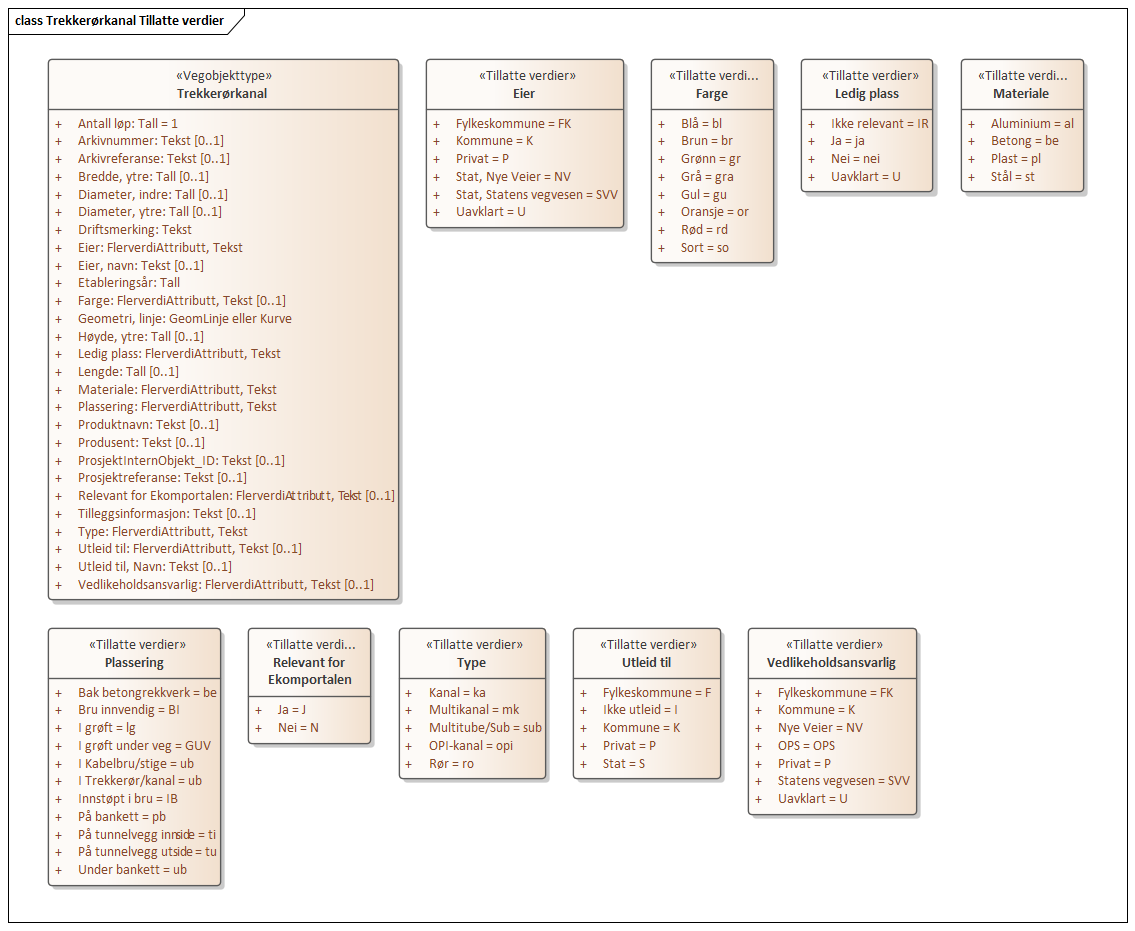 class Trekkerørkanal Tillatte verdier
«Vegobjekttype»
Trekkerørkanal
+ Antall løp: Tall = 1
+ Arkivnummer: Tekst [0..1]
+ Arkivreferanse: Tekst [0..1]
+ Bredde, ytre: Tall [0..1]
+ Diameter, indre: Tall [0..1]
+ Diameter, ytre: Tall [0..1]
+ Driftsmerking: Tekst
+ Eier: FlerverdiAttributt, Tekst
+ Eier, navn: Tekst [0..1]
+ Etableringsår: Tall
+ Farge: FlerverdiAttributt, Tekst [0..1]
+ Geometri, linje: GeomLinje eller Kurve
+ Høyde, ytre: Tall [0..1]
+ Ledig plass: FlerverdiAttributt, Tekst
+ Lengde: Tall [0..1]
+ Materiale: FlerverdiAttributt, Tekst
+ Plassering: FlerverdiAttributt, Tekst
+ Produktnavn: Tekst [0..1]
+ Produsent: Tekst [0..1]
+ ProsjektInternObjekt_ID: Tekst [0..1]
+ Prosjektreferanse: Tekst [0..1]
+ Relevant for Ekomportalen: FlerverdiAttributt, Tekst [0..1]
+ Tilleggsinformasjon: Tekst [0..1]
+ Type: FlerverdiAttributt, Tekst
+ Utleid til: FlerverdiAttributt, Tekst [0..1]
+ Utleid til, Navn: Tekst [0..1]
+ Vedlikeholdsansvarlig: FlerverdiAttributt, Tekst [0..1]
«Tillatte verdier»
Eier
+ Fylkeskommune = FK
+ Kommune = K
+ Privat = P
+ Stat, Nye Veier = NV
+ Stat, Statens vegvesen = SVV
+ Uavklart = U
«Tillatte verdi...
Farge
+ Blå = bl
+ Brun = br
+ Grønn = gr
+ Grå = gra
+ Gul = gu
+ Oransje = or
+ Rød = rd
+ Sort = so
«Tillatte verdier»
Ledig plass
+ Ikke relevant = IR
+ Ja = ja
+ Nei = nei
+ Uavklart = U
«Tillatte verdi...
Materiale
+ Aluminium = al
+ Betong = be
+ Plast = pl
+ Stål = st
«Tillatte verdier»
Plassering
+ Bak betongrekkverk = be
+ Bru innvendig = BI
+ I grøft = lg
+ I grøft under veg = GUV
+ I Kabelbru/stige = ub
+ I Trekkerør/kanal = ub
+ Innstøpt i bru = IB
+ På bankett = pb
+ På tunnelvegg innside = ti
+ På tunnelvegg utside = tu
+ Under bankett = ub
«Tillatte verdi...
Relevant for
Ekomportalen
+ Ja = J
+ Nei = N
«Tillatte verdier»
Type
+ Kanal = ka
+ Multikanal = mk
+ Multitube/Sub = sub
+ OPI-kanal = opi
+ Rør = ro
«Tillatte verdier»
Utleid til
+ Fylkeskommune = F
+ Ikke utleid = I
+ Kommune = K
+ Privat = P
+ Stat = S
«Tillatte verdier»
Vedlikeholdsansvarlig
+ Fylkeskommune = FK
+ Kommune = K
+ Nye Veier = NV
+ OPS = OPS
+ Privat = P
+ Statens vegvesen = SVV
+ Uavklart = U